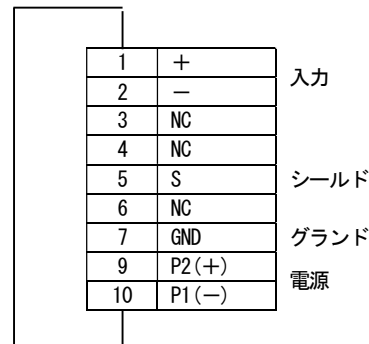 1 +
2 −
入力
3 NC
4 NC
5 S シールド
6 NC
7 GND グランド
9 P2(+)
10 P1(−)
電源